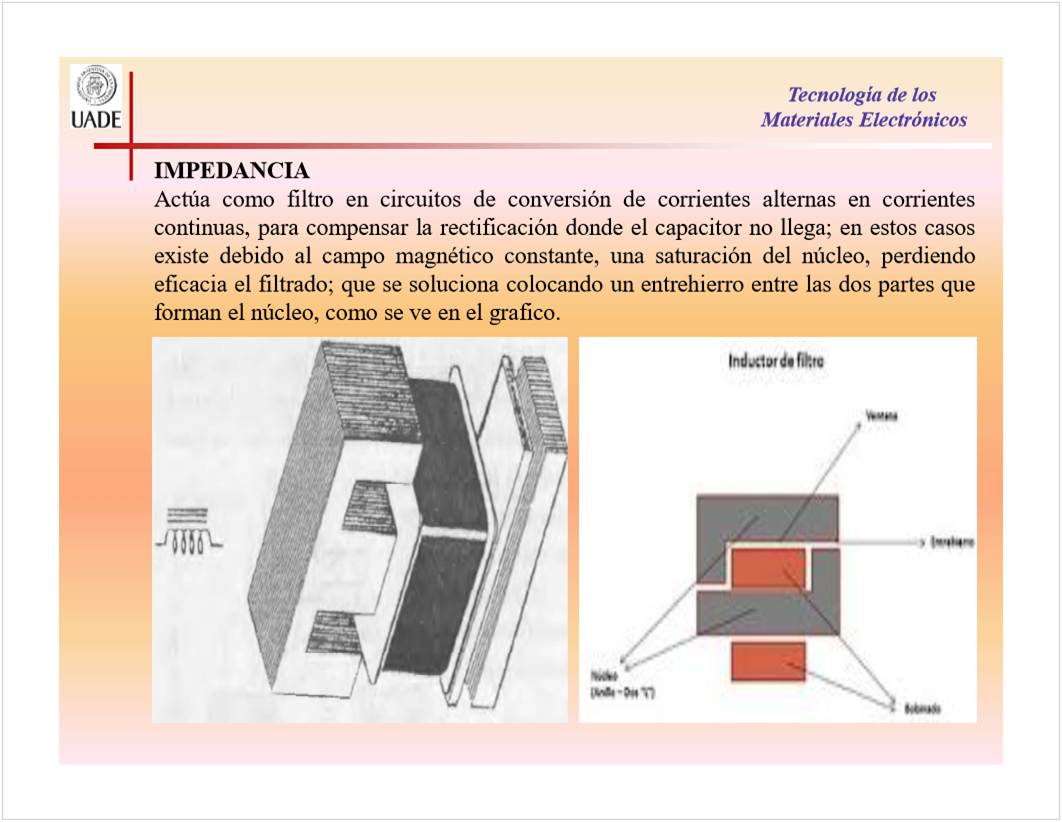 UADE
Tecnología de los
Materiales Electrónicos
IMPEDANCIA
Actúa como filtro en circuitos de conversión de corrientes alternas en corrientes
continuas, para compensar la rectificación donde el capacitor no llega; en estos casos
existe debido al campo magnético constante, una saturación del núcleo, perdiendo
eficacia el filtrado; que se soluciona colocando un entrehierro entre las dos partes que
forman el núcleo, como se ve en el grafico.
Inductor de filtro
Ventana
Entrehierro
Núcleo
(Anillo – Dos "L")
Bobinado